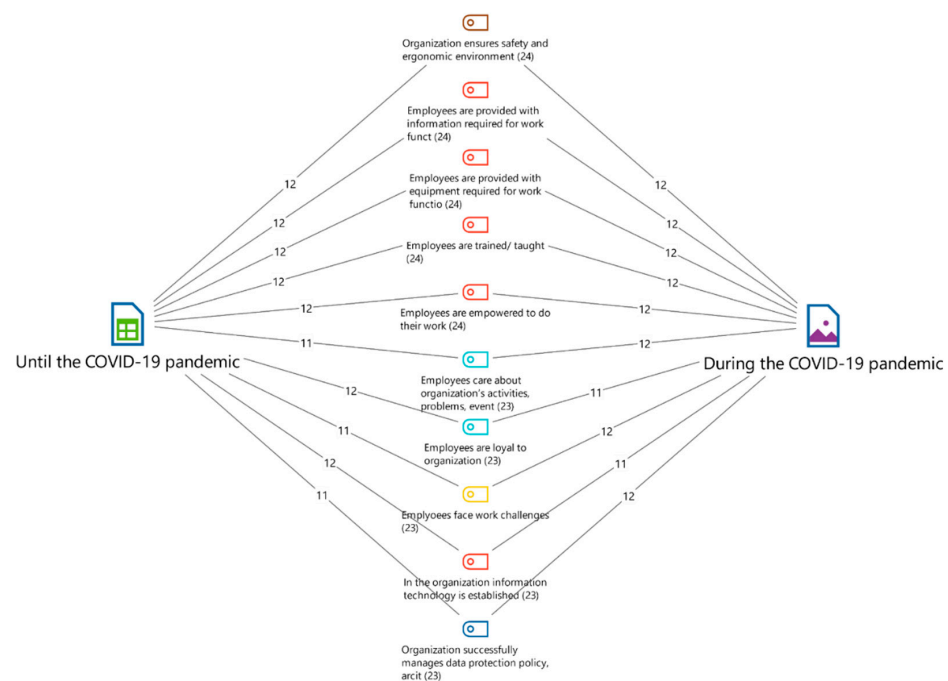 Organization ensures safety and
ergonomic environment (24)
Employees are provided with
information required for work
funct (24)
Employees are provided with
equipment required for work
functio (24)
Employees are trained/ taught
(24)
Employees are empowered to do
their work (24)
Employees care about
organization's activities,
problems, event (23)
Employees are loyal to
organization (23)
Emplyoees face work challenges
(23)
In the organization information
technology is established (23)
Organization successfully
manages data protection policy,
arcit (23)
Until the COVID-19 pandemic
During the COVID-19 pandemic
12
12
12
12
12
11
12
11
12
11
12
12
12
12
12
12
11
12
11
12